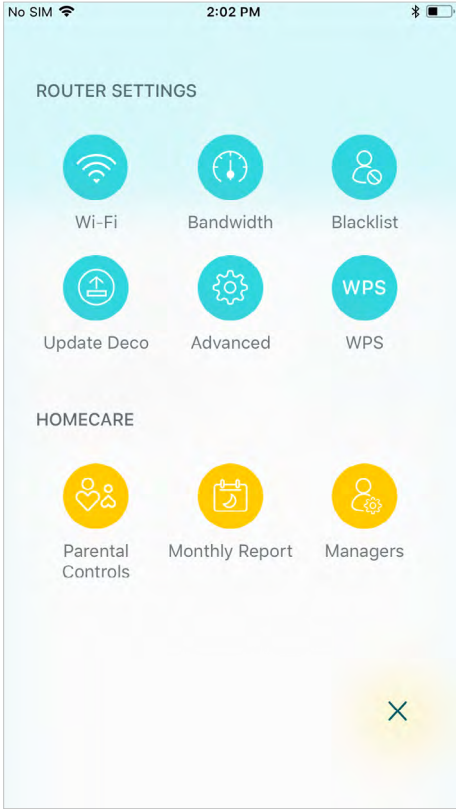 No SIM 2:02 PM
ROUTER SETTINGS
Wi-Fi Bandwidth Blacklist
WPS
Update Deco Advanced WPS
HOMECARE
Parental Controls Monthly Report Managers